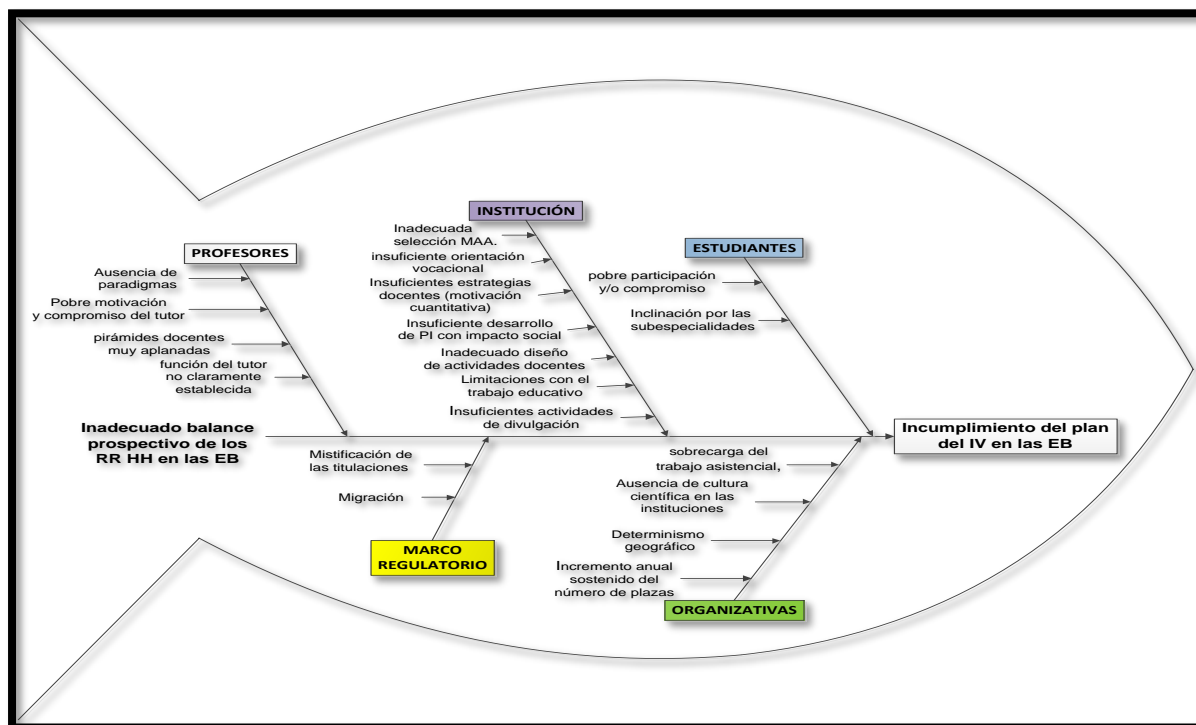 INSTITUCIÓN
Inadecuada
selección MAA.
insuficiente orientación
vocacional
Insuficientes estrategias
docentes (motivación
cuantitativa)
Insuficiente desarrollo
de PI con impacto social
Inadecuado diseño
de actividades docentes
Limitaciones con el
trabajo educativo
Insuficientes actividades
de divulgación
PROFESORES
Ausencia de
paradigmas
Pobre motivación
y compromiso del tutor
pirámides docentes
muy aplanadas
función del tutor
no claramente
establecida
ESTUDIANTES
pobre participación
y/o compromiso
Inclinación por las
subespecialidades
Inadecuado balance
prospectivo de los
RR HH en las EB
Incumplimiento del plan
del IV en las EB
Mistificación de
las titulaciones
Migración
MARCO
REGULATORIO
sobrecarga del
trabajo asistencial,
Ausencia de cultura
científica en las
instituciones
Determinismo
geográfico
Incremento anual
sostenido del
número de plazas
ORGANIZATIVAS